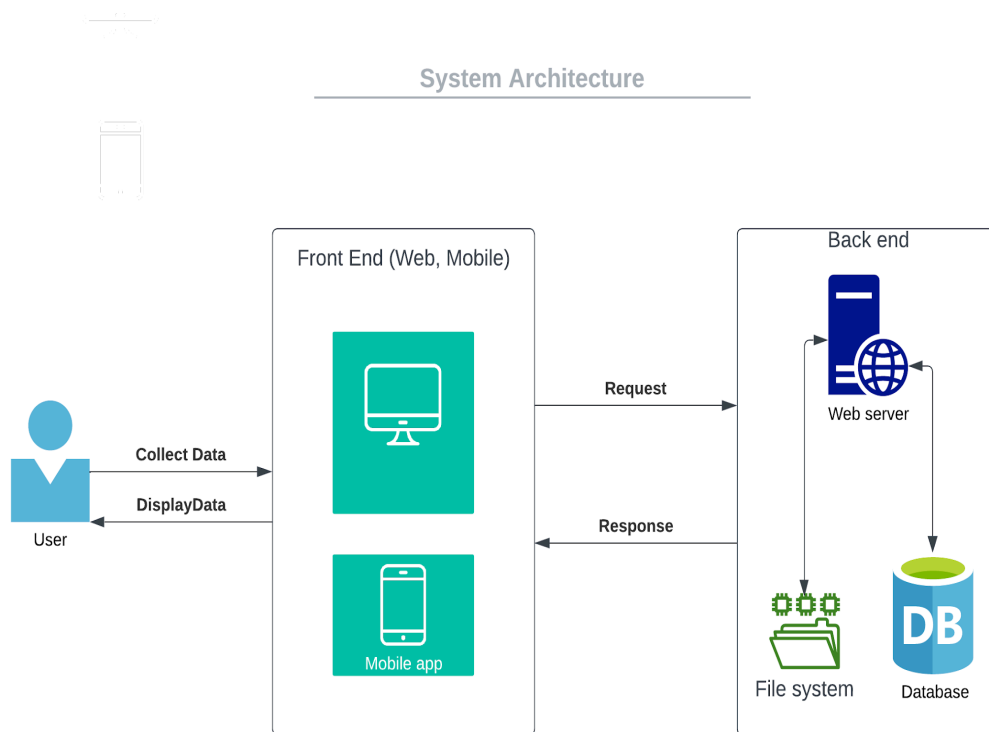 System Architecture
Front End (Web, Mobile)
Back end
Request
Web server
Collect Data
DisplayData
User
Response
Mobile app
DB
File system
Database